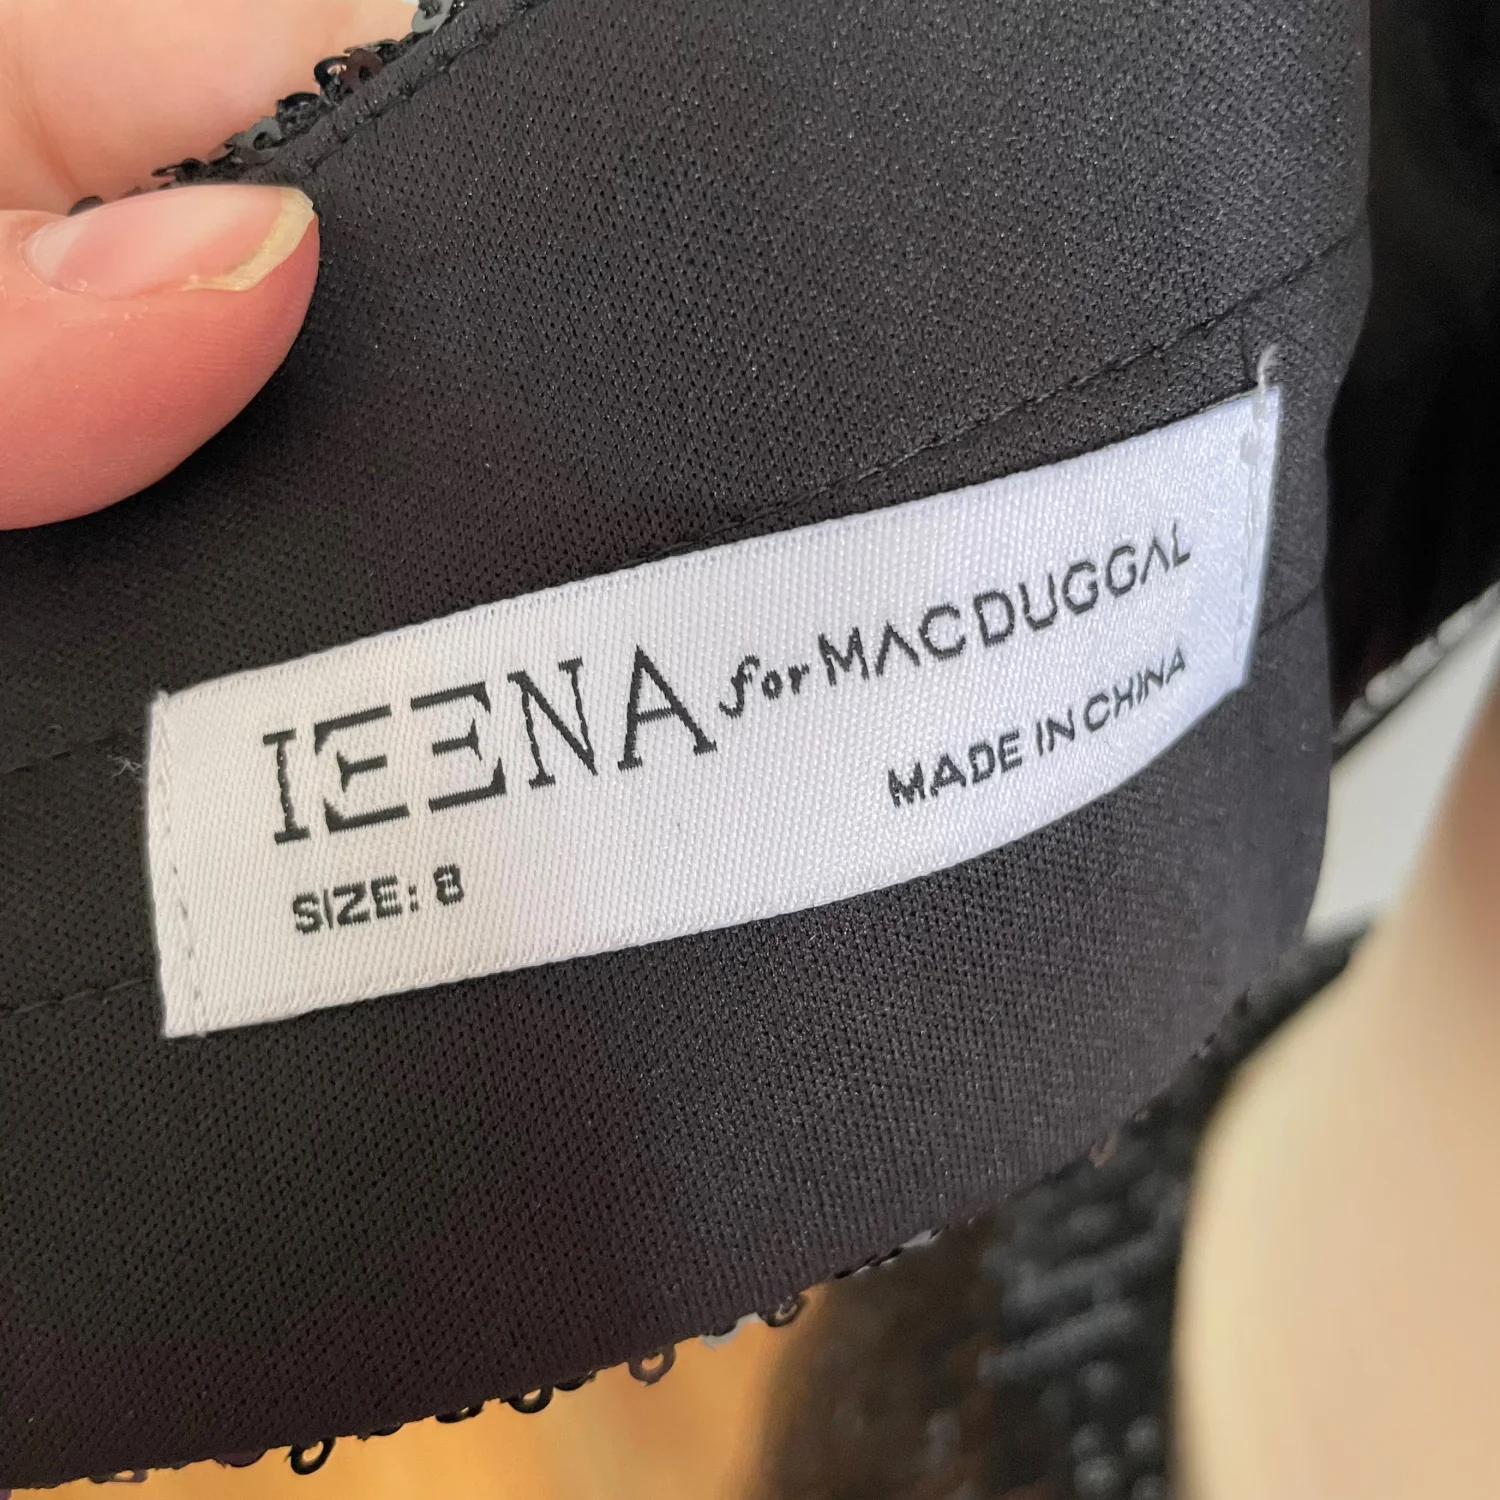 IEENA for MACDUGGAL
MADE IN CHINA
SIZE: 8